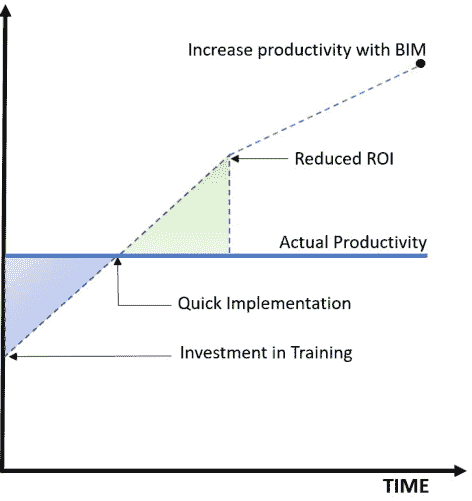 Increase productivity with BIM
Reduced ROI
Actual Productivity
Quick Implementation
Investment in Training
TIME